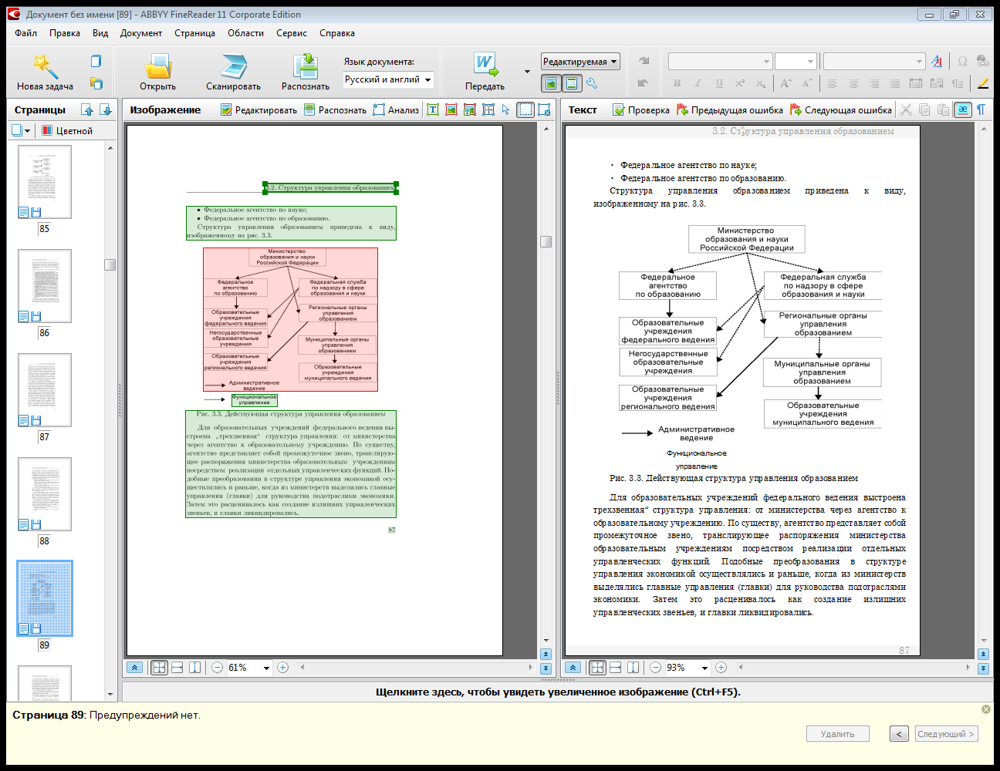 Документ без имени [89] - ABBYY FineReader 11 Corporate Edition
Файл Правка Вид Документ Страница Области Сервис Справка
Новая задача
Открыть
Сканировать
Распознать
Язык документа:
Русский и англий
Передать
Редактируемая
Страницы
Цветной
85
86
87
88
89
Изображение Редактировать Распознать Анализ
3.2. Структура управления образованием
• Федеральное агентство по науке;
• Федеральное агентство по образованию.
Структура управления образованием приведена к виду,
изображенному на рис. 3.3.
Министерство
образования и науки
Российской Федерации
Федеральное
агентство
по образованию
Федеральная служба
по надзору в сфере
образования и науки
Образовательные
учреждения
федерального ведения
Региональные органы
управления
образованием
Негосударственные
образовательные
учреждения
Муниципальные органы
управления
образованием
Образовательные
учреждения
регионального ведения
Образовательные
учреждения
муниципального ведения
Административное
ведение
Функциональное
управление
Рис. 3.3. Действующая структура управления образованием
Для образовательных учреждений федерального ведения вы-
строена „трехзвенная“ структура управления: от министерства
через агентство к образовательному учреждению. По существу,
агентство представляет собой промежуточное звено, транслирую-
щее распоряжения министерства образовательным учреждениям
посредством реализации отдельных управленческих функций. По-
добные преобразования в структуре управления экономикой осу-
ществлялись и раньше, когда из министерств выделялись главные
управления (главки) для руководства подотраслями экономики.
Затем это расценивалось как создание излишних управленческих
звеньев, и главки ликвидировались.
87
61%
Текст Проверка Предыдущая ошибка Следующая ошибка
3.2. Структура управления образованием
· Федеральное агентство по науке;
· Федеральное агентство по образованию.
Структура управления образованием приведена к виду,
изображенному на рис. 3.3.
Министерство
образования и науки
Российской Федерации
Федеральное
агентство
по образованию
Федеральная служба
по надзору в сфере
образования и науки
Образовательные
учреждения
федерального ведения
Региональные органы
управления
образованием
Негосударственные
образовательные
учреждения
Муниципальные органы
управления
образованием
Образовательные
учреждения
регионального ведения
Образовательные
учреждения
муниципального ведения
Административное
ведение
Функциональное
управление
Рис. 3.3. Действующая структура управления образованием
Для образовательных учреждений федерального ведения выстроена
трехзвенная“ структура управления: от министерства через агентство к
образовательному учреждению. По существу, агентство представляет собой
промежуточное звено, транслирующее распоряжения министерства
образовательным учреждениям посредством реализации отдельных
управленческих функций. Подобные преобразования в структуре
управления экономикой осуществлялись и раньше, когда из министерств
выделялись главные управления (главки) для руководства подотраслями
экономики. Затем это расценивалось как создание излишних
управленческих звеньев, и главки ликвидировались.
87
93%
Щелкните здесь, чтобы увидеть увеличенное изображение (Ctrl+F5).
Страница 89: Предупреждений нет.
Удалить < Следующий >